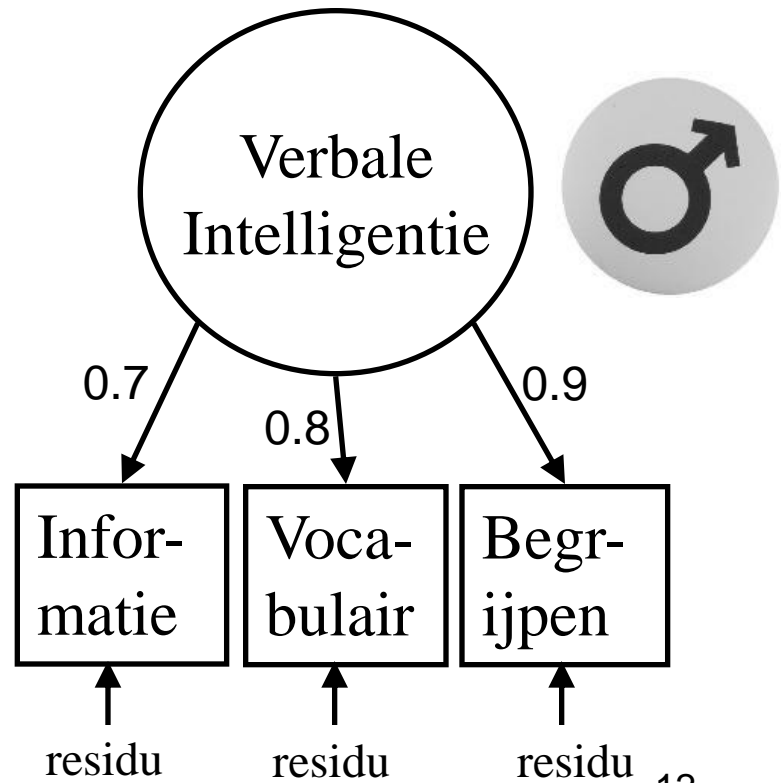 Verbale
Intelligentie
0.7
0.8
0.9
Infor-
matie
Voca-
bulair
Begr-
ijpen
residu
residu
residu